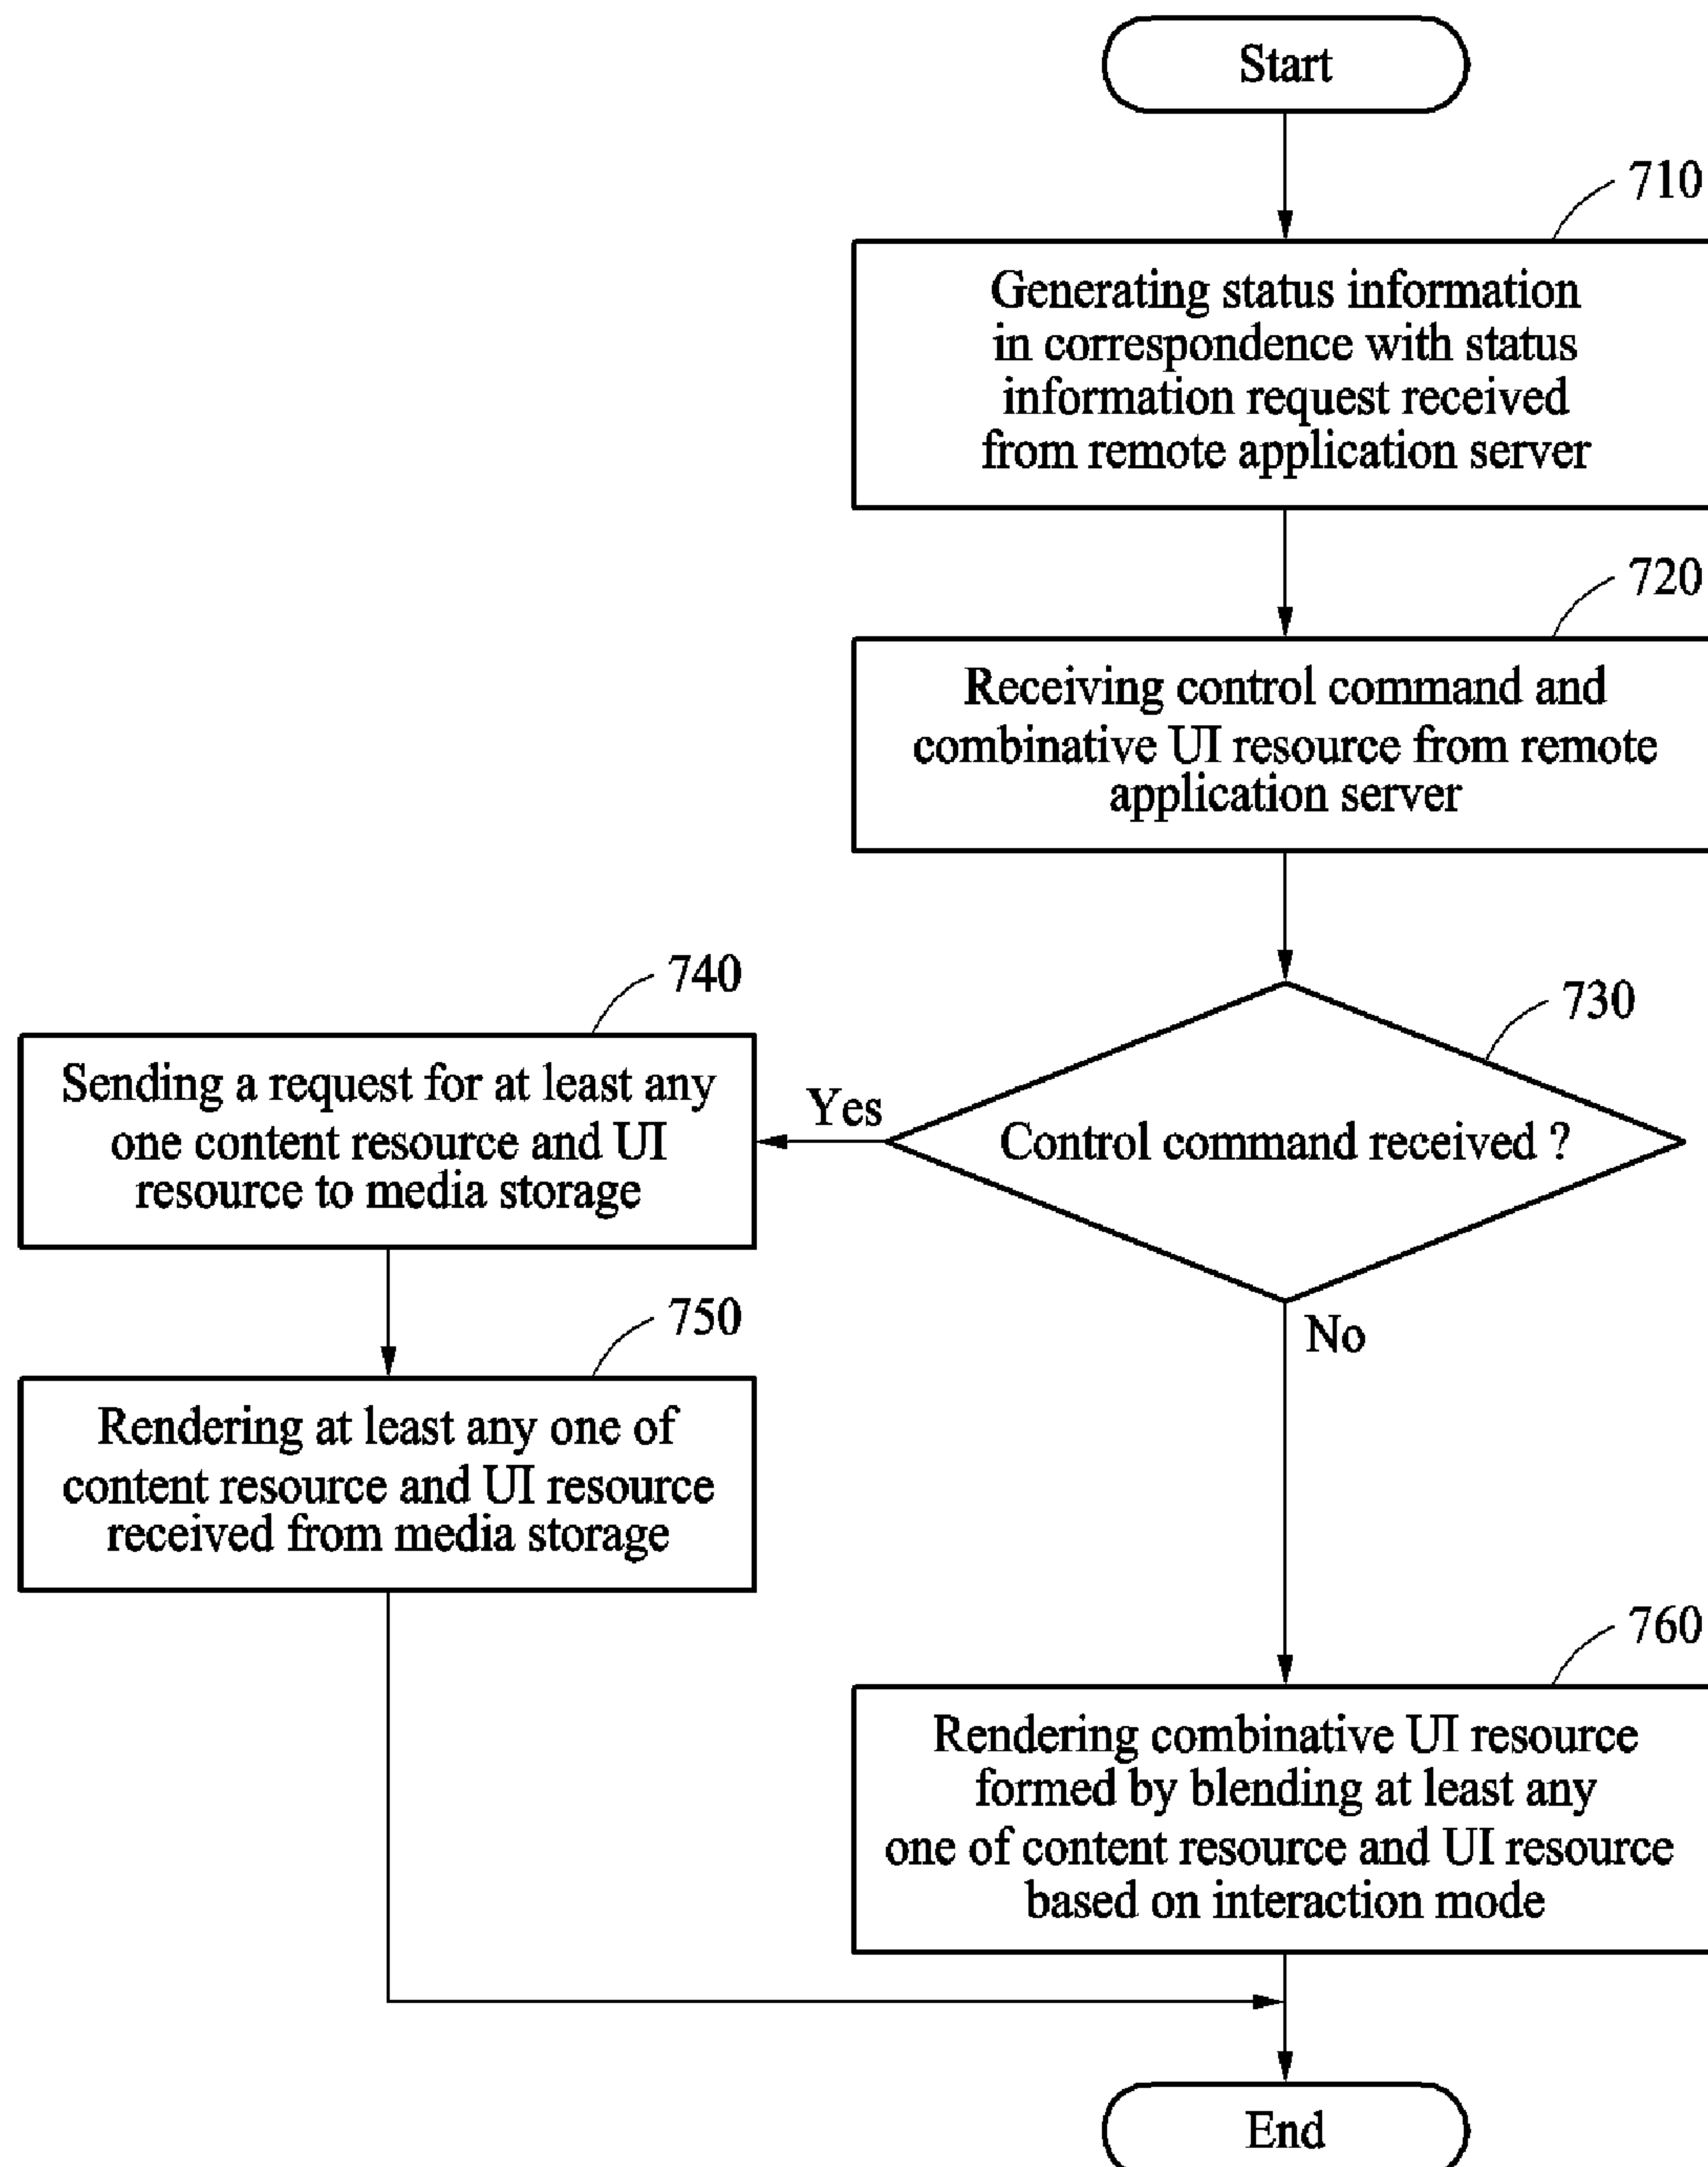 Start
710
Generating status information
in correspondence with status
information request received
from remote application server
720
Receiving control command and
combinative UI resource from remote
application server
730
Control command received ?
Yes
740
Sending a request for at least any
one content resource and UI
resource to media storage
750
Rendering at least any one of
content resource and UI resource
received from media storage
No
760
Rendering combinative UI resource
formed by blending at least any
one of content resource and UI resource
based on interaction mode
End